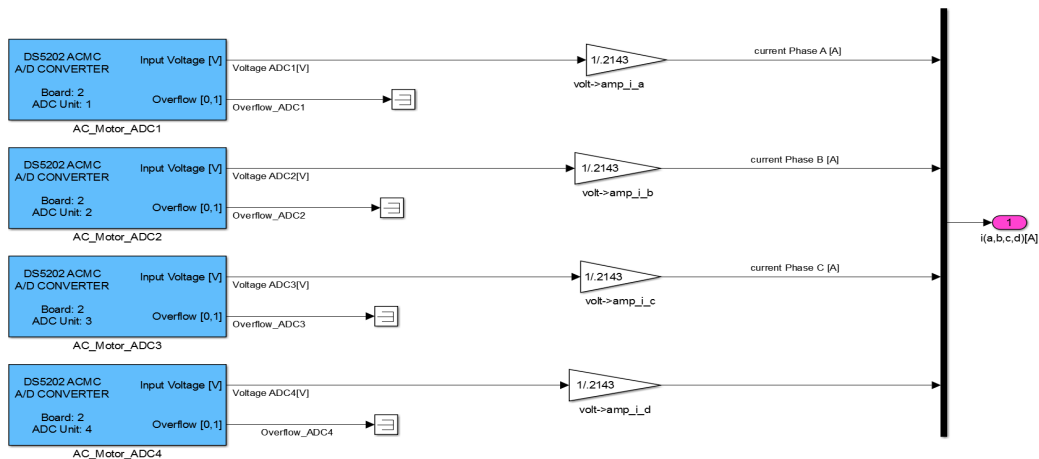 DS5202 ACMC
A/D CONVERTER
Board: 2
ADC Unit: 1
Input Voltage [V]
Overflow [0,1]
AC_Motor_ADC1
Voltage ADC1[V]
Overflow_ADC1
1/.2143
volt->amp_i_a
current Phase A [A]
DS5202 ACMC
A/D CONVERTER
Board: 2
ADC Unit: 2
Input Voltage [V]
Overflow [0,1]
AC_Motor_ADC2
Voltage ADC2[V]
Overflow_ADC2
1/.2143
volt->amp_i_b
current Phase B [A]
1
i(a,b,c,d)[A]
DS5202 ACMC
A/D CONVERTER
Board: 2
ADC Unit: 3
Input Voltage [V]
Overflow [0,1]
AC_Motor_ADC3
Voltage ADC3[V]
Overflow_ADC3
1/.2143
volt->amp_i_c
current Phase C [A]
DS5202 ACMC
A/D CONVERTER
Board: 2
ADC Unit: 4
Input Voltage [V]
Overflow [0,1]
AC_Motor_ADC4
Voltage ADC4[V]
Overflow_ADC4
1/.2143
volt->amp_i_d